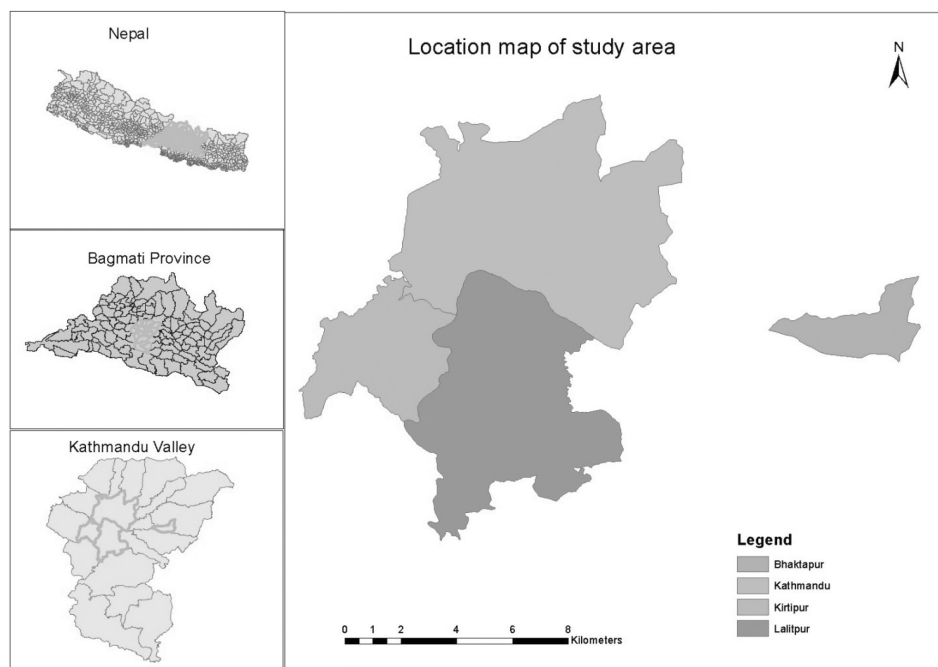 Nepal
Location map of study area
N
Bagmati Province
Kathmandu Valley
Legend
Bhaktapur
Kathmandu
Kirtipur
Lalitpur
0 1 2 4 6 8
Kilometers